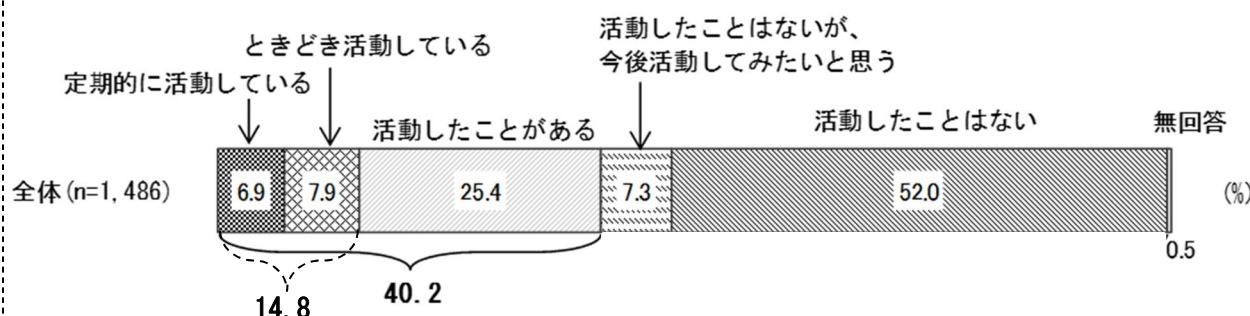 活動したことはないが、
ときどき活動している
今後活動してみたいと思う
定期的に活動している
活動したことがある
活動したことはない
無回答
全体(n=1,486)
6.9
7.9
25.4
7.3
52.0
(%)
0.5
40.2
14.8